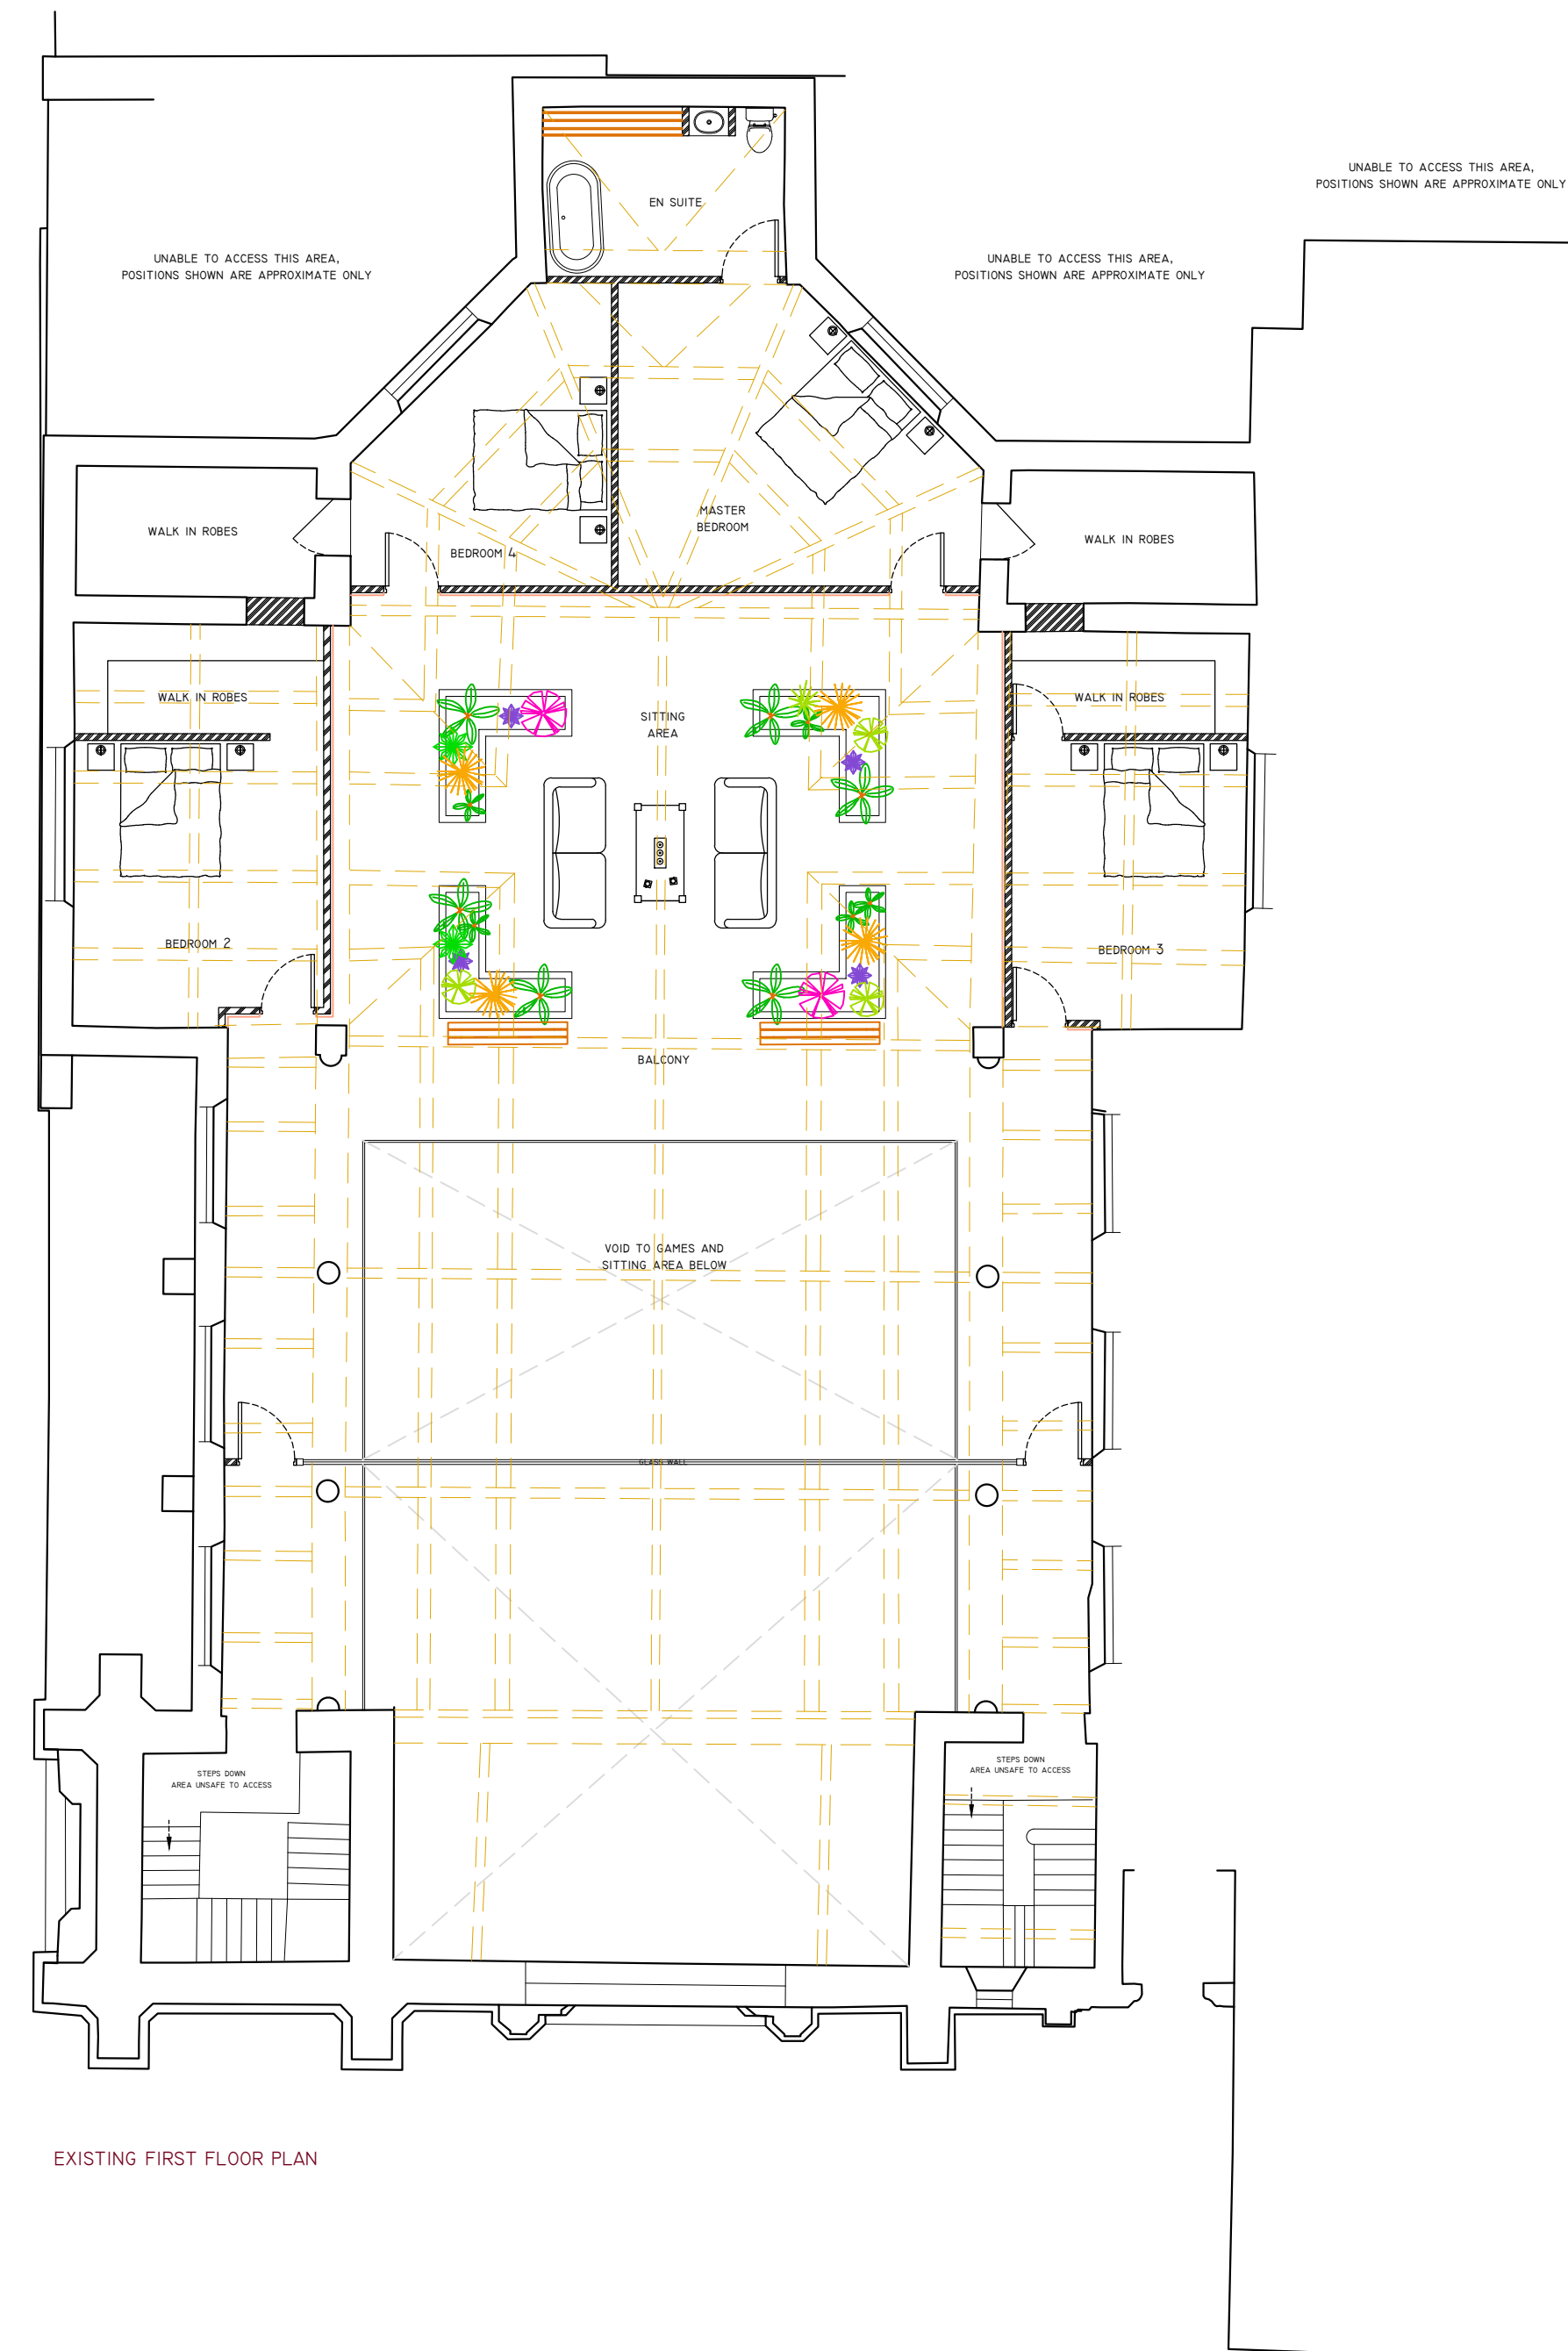 UNABLE TO ACCESS THIS AREA,
POSITIONS SHOWN ARE APPROXIMATE ONLY
EN SUITE
UNABLE TO ACCESS THIS AREA,
POSITIONS SHOWN ARE APPROXIMATE ONLY
UNABLE TO ACCESS THIS AREA,
POSITIONS SHOWN ARE APPROXIMATE ONLY
MASTER
BEDROOM
WALK IN ROBES
WALK IN ROBES
BEDROOM 4
WALK IN ROBES
WALK IN ROBES
SITTING
AREA
BEDROOM 2
BEDROOM 3
BALCONY
VOID TO GAMES AND
SITTING AREA BELOW
GLASS WALL
STEPS DOWN
AREA UNSAFE TO ACCESS
STEPS DOWN
AREA UNSAFE TO ACCESS
EXISTING FIRST FLOOR PLAN